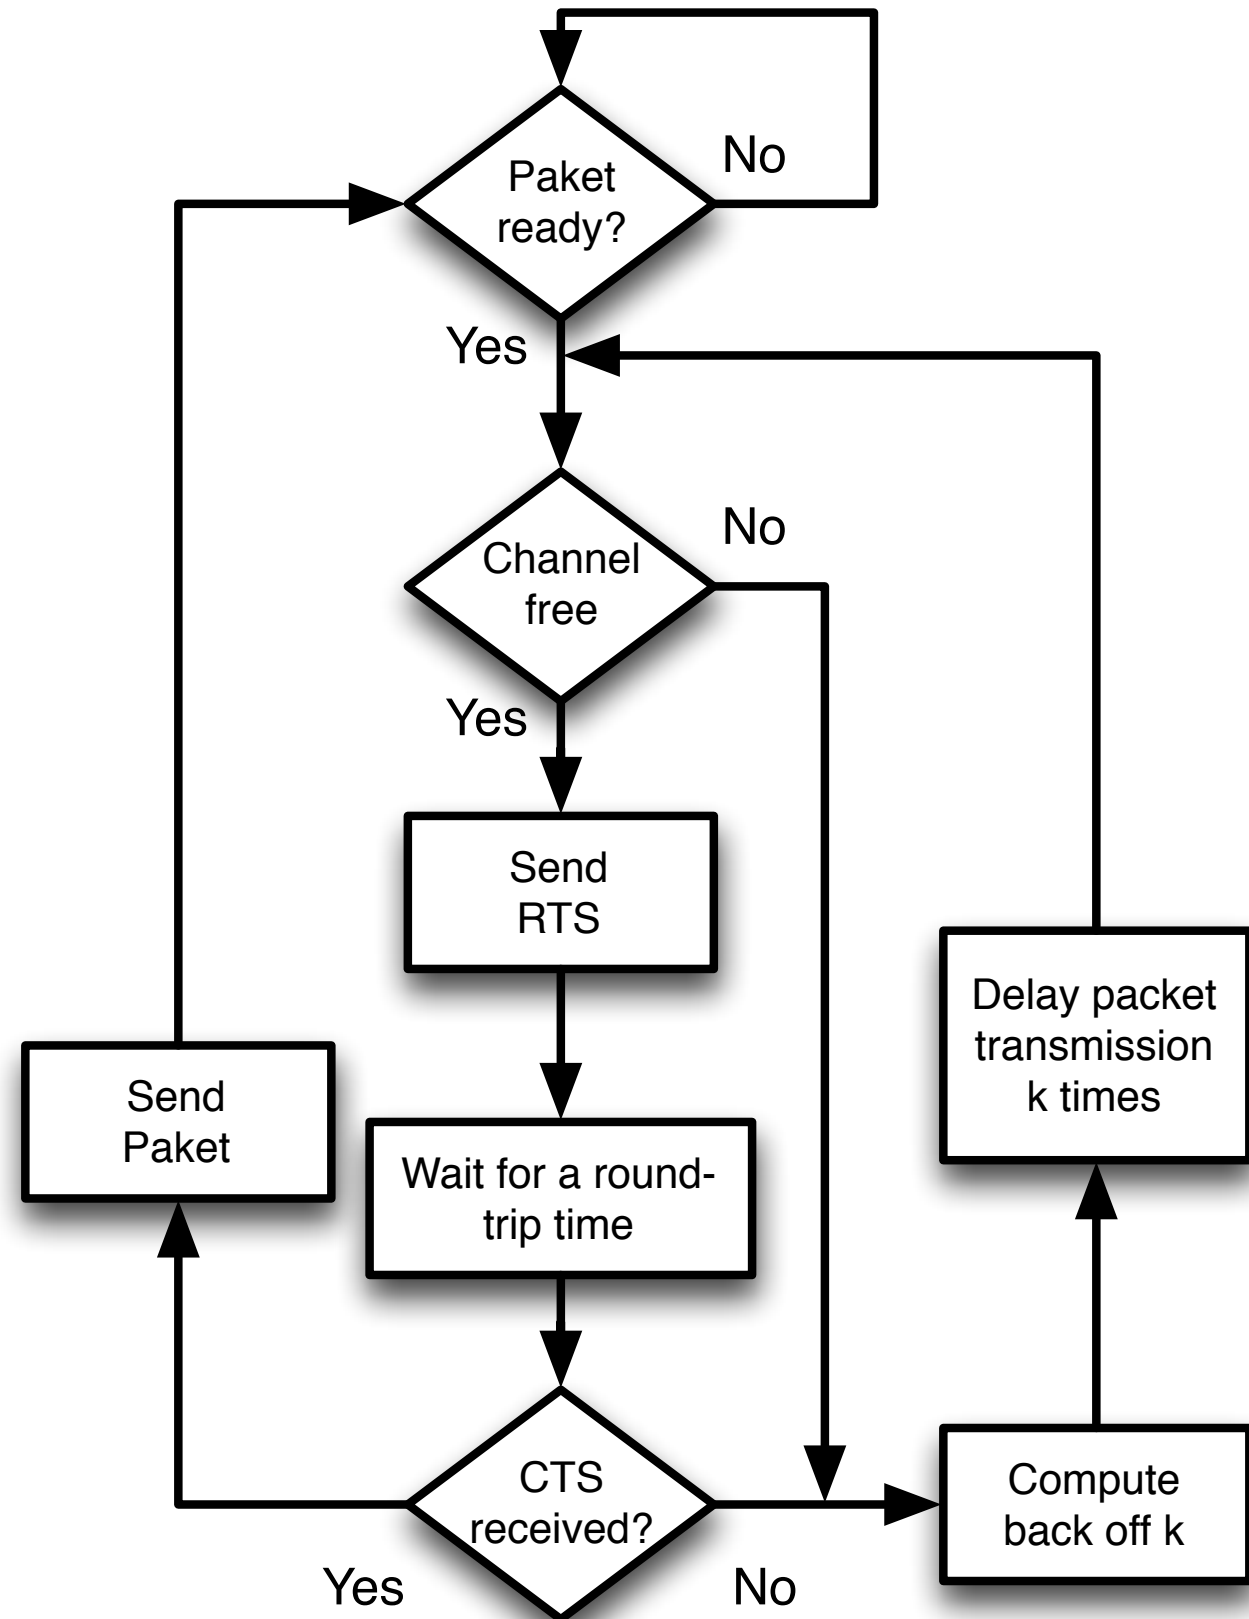 Paket
ready?
No
Yes
Channel
free
No
Yes
Send
RTS
Delay packet
transmission
k times
Send
Paket
Wait for a round-
trip time
CTS
received?
Yes
No
Compute
back off k